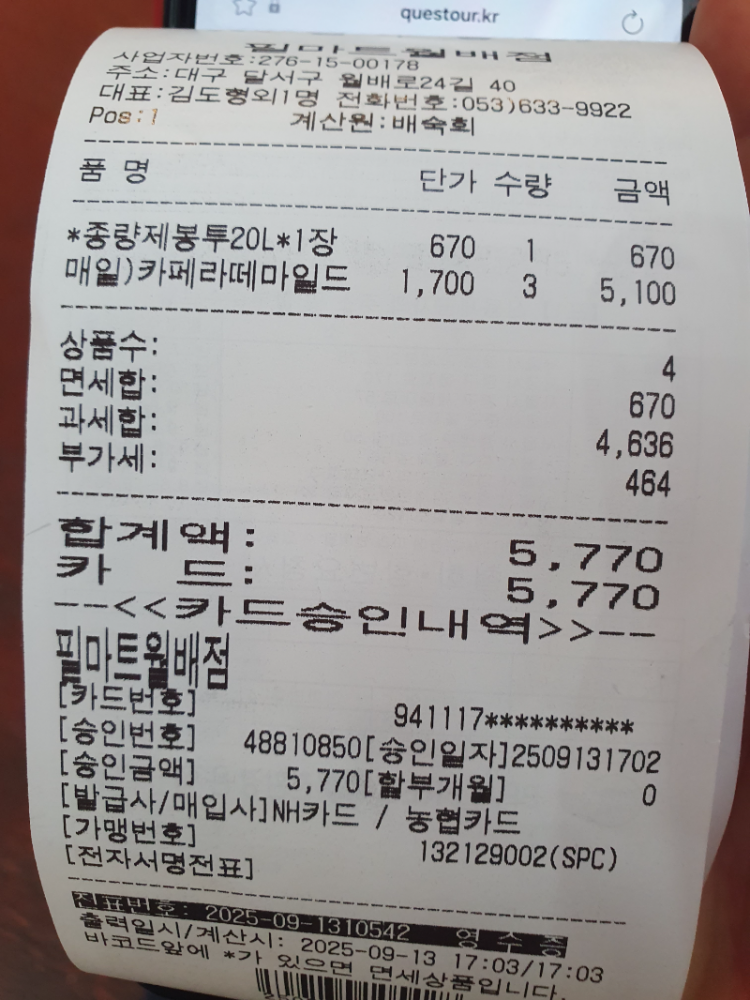 questour.kr
필마트월배점
사업자번호:276-15-00178
주소:대구 달서구 월배로24길 40
대표:김도형외1명 전화번호:053)633-9922
Pos:1 계산원:배숙희
품 명 단가 수량 금액
*종량제봉투20L*1장 670 1 670
매일)카페라떼마일드 1,700 3 5,100
상품수: 4
면세합: 670
과세합: 4,636
부가세: 464
합계액: 5,770
카 드: 5,770
--<<카드승인내역>>--
필마트월배점
[카드번호] 941117**********
[승인번호] 48810850[승인일자]2509131702
[승인금액] 5,770[할부개월] 0
[발급사/매입사]NH카드 / 농협카드
[가맹번호] 132129002(SPC)
[전자서명전표]
전표번호: 2025-09-1310542 영 수 증
출력일시/계산시: 2025-09-13 17:03/17:03
바코드앞에 *가 있으면 면세상품입니다.